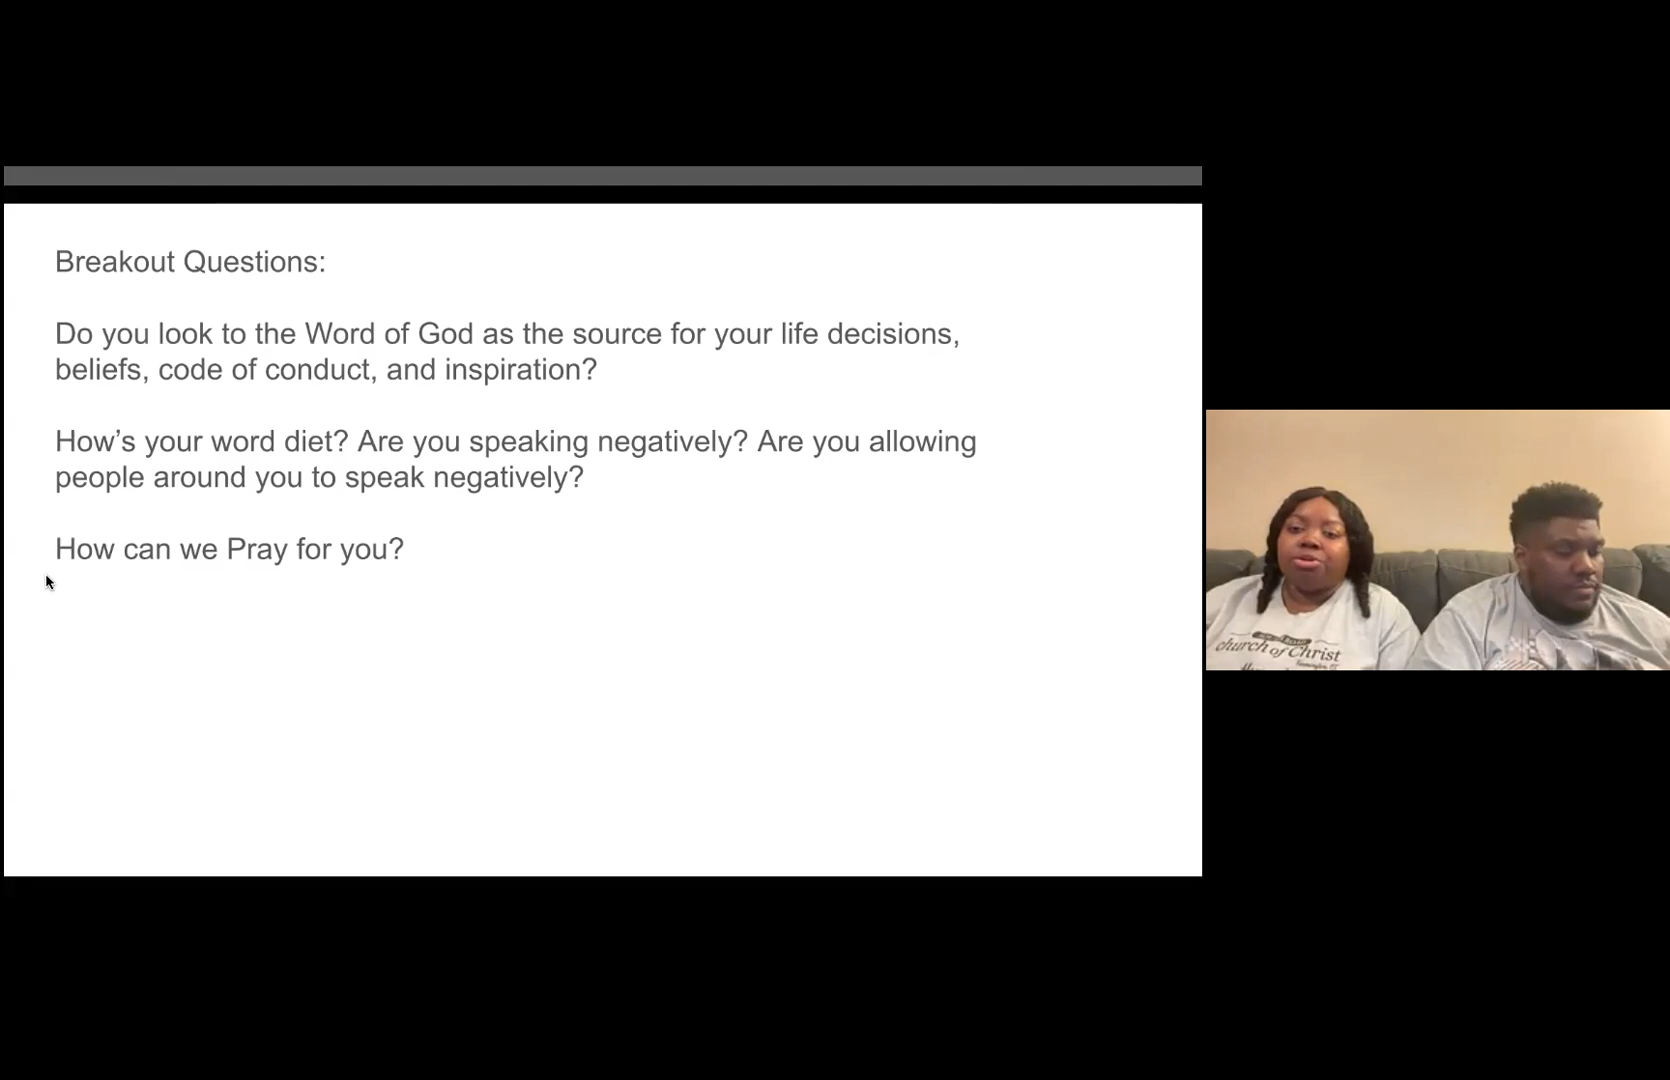 Breakout Questions:
Do you look to the Word of God as the source for your life decisions,
beliefs, code of conduct, and inspiration?
How’s your word diet? Are you speaking negatively? Are you allowing
people around you to speak negatively?
How can we Pray for you?
church of Christ